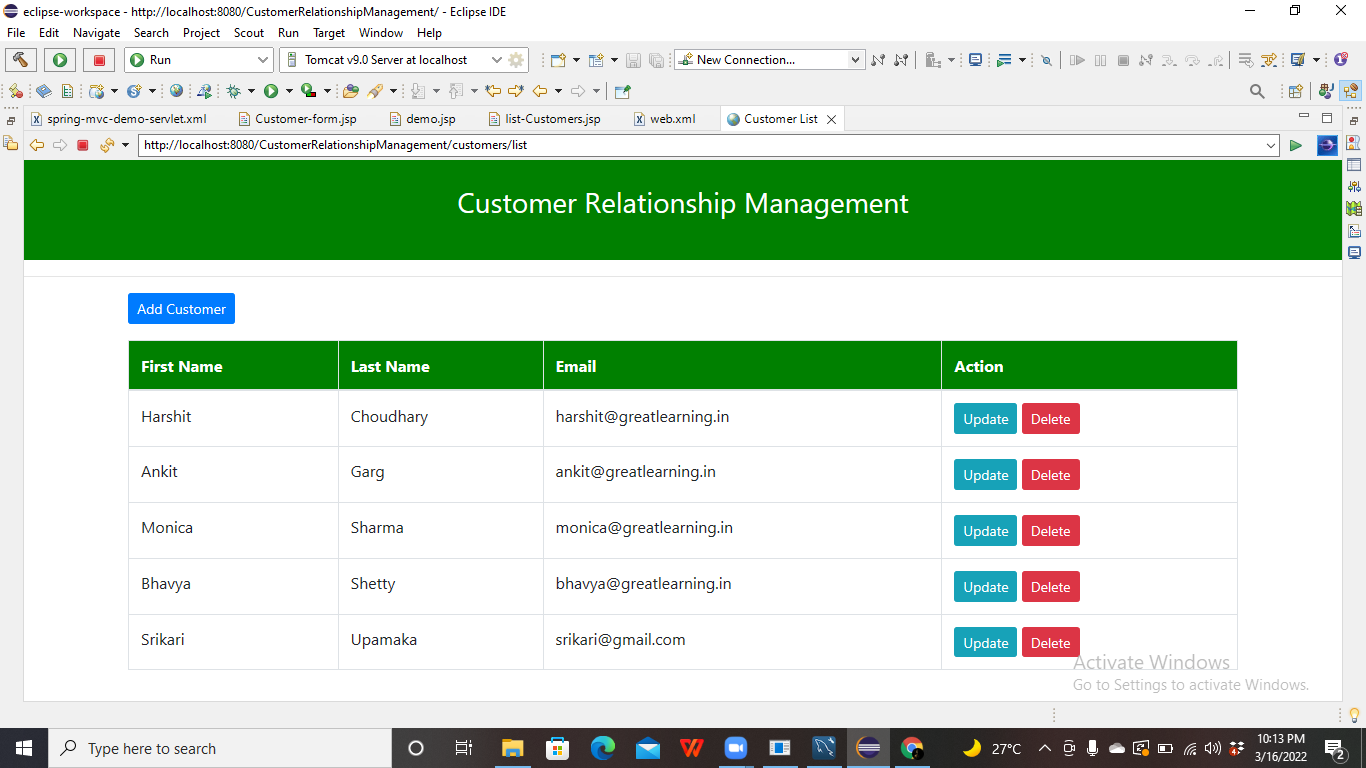 eclipse-workspace - http://localhost:8080/CustomerRelationshipManagement/ - Eclipse IDE
File Edit Navigate Search Project Scout Run Target Window Help
Run Tomcat v9.0 Server at localhost New Connection...
spring-mvc-demo-servlet.xml Customer-form.jsp demo.jsp list-Customers.jsp web.xml Customer List
http://localhost:8080/CustomerRelationshipManagement/customers/list
Customer Relationship Management
Add Customer
First Name Last Name Email Action
Harshit Choudhary harshit@greatlearning.in Update Delete
Ankit Garg ankit@greatlearning.in Update Delete
Monica Sharma monica@greatlearning.in Update Delete
Bhavya Shetty bhavya@greatlearning.in Update Delete
Srikari Upamaka srikari@gmail.com Update Delete
Activate Windows
Go to Settings to activate Windows.
Type here to search
27°C
10:13 PM
3/16/2022
2